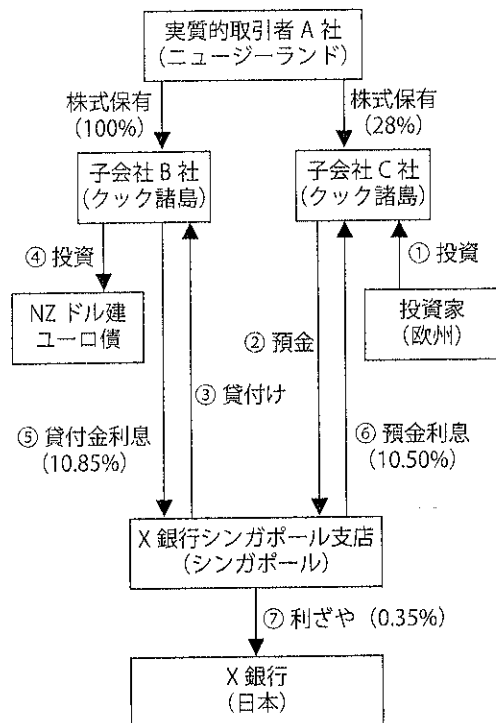 実質的取引者 A 社
(ニュージーランド)
株式保有
(100%)
株式保有
(28%)
子会社 B 社
(クック諸島)
子会社 C 社
(クック諸島)
④ 投資
① 投資
NZ ドル建
ユーロ債
投資家
(欧州)
② 預金
③ 貸付け
⑤ 貸付金利息
(10.85%)
⑥ 預金利息
(10.50%)
X 銀行シンガポール支店
(シンガポール)
⑦ 利ざや (0.35%)
X 銀行
(日本)